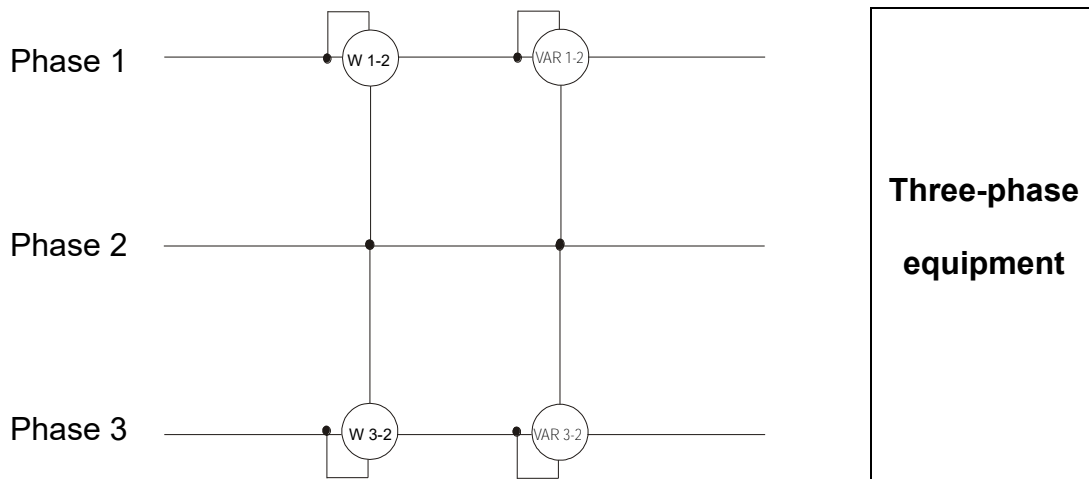 Phase 1
W 1-2
VAR 1-2
Three-phase
equipment
Phase 2
Phase 3
W 3-2
VAR 3-2